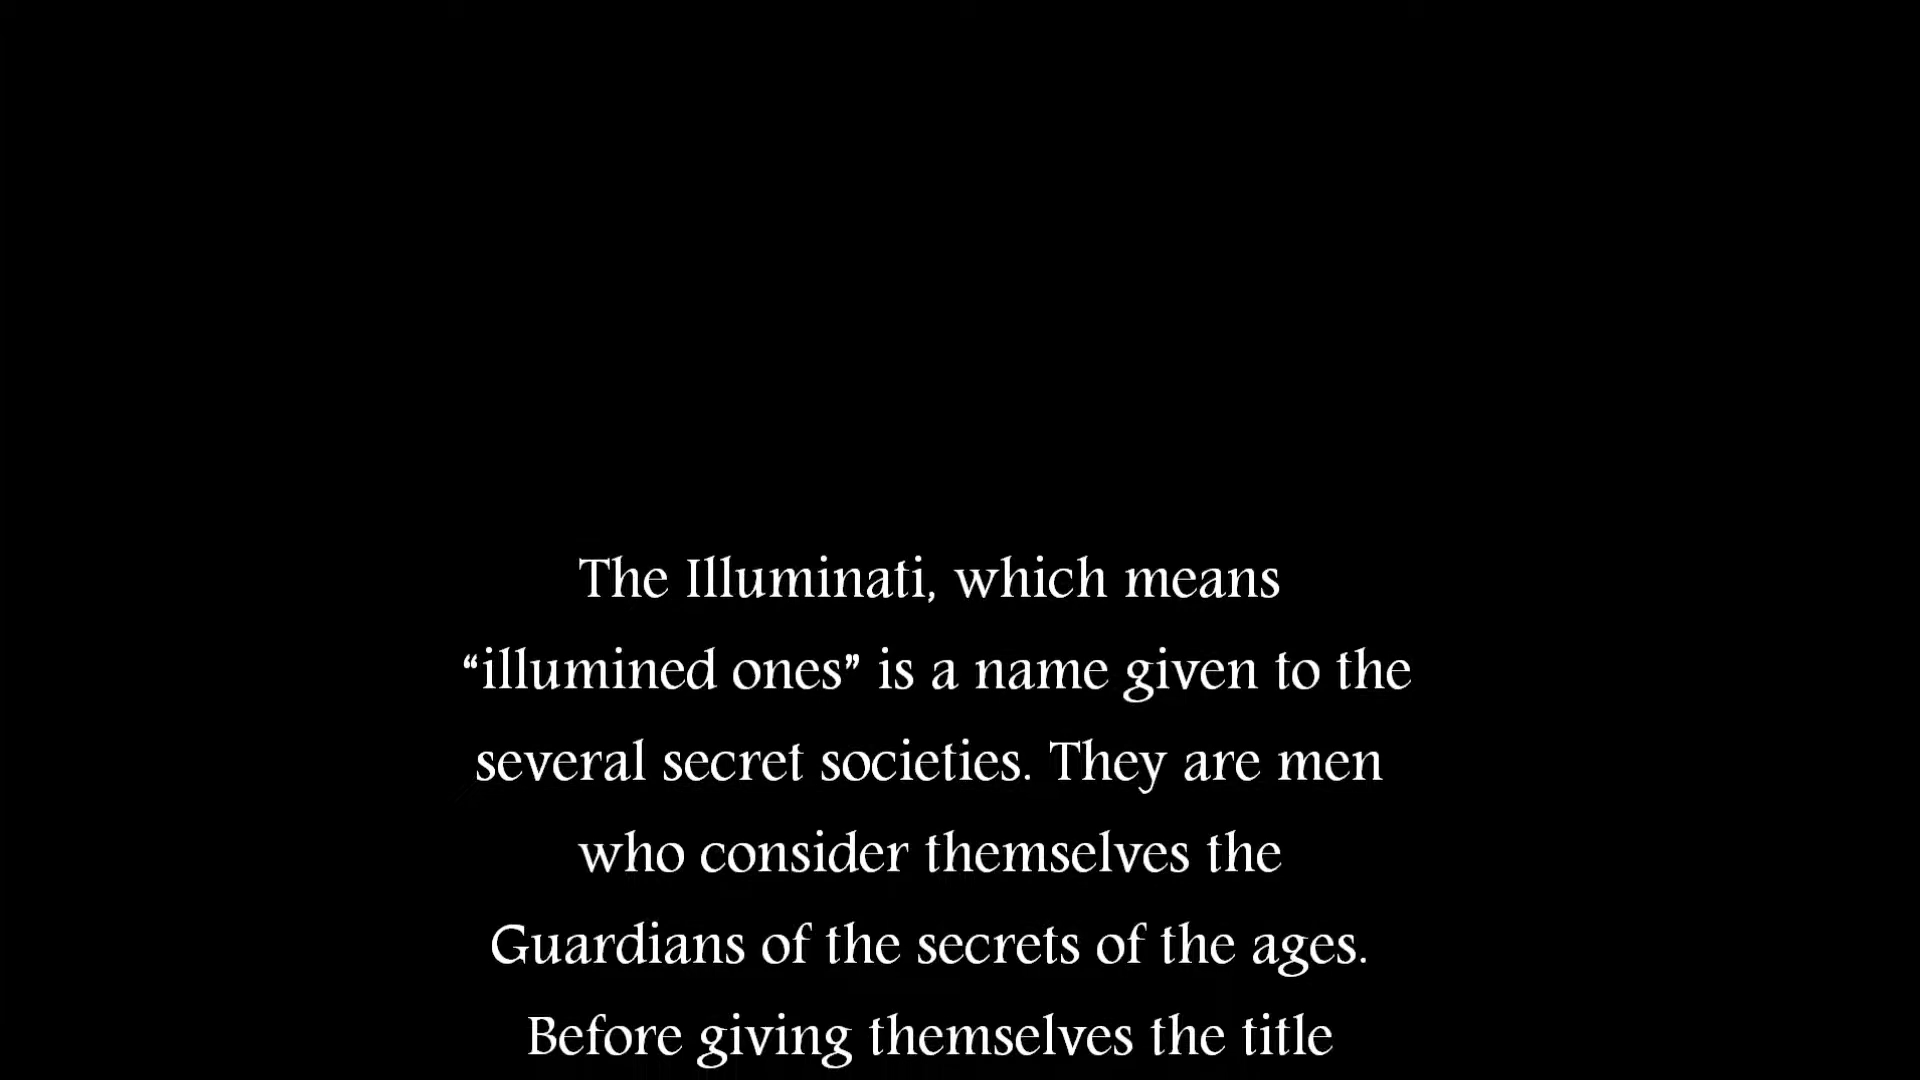 The Illuminati, which means
“illumined ones” is a name given to the
several secret societies. They are men
who consider themselves the
Guardians of the secrets of the ages.
Before giving themselves the title